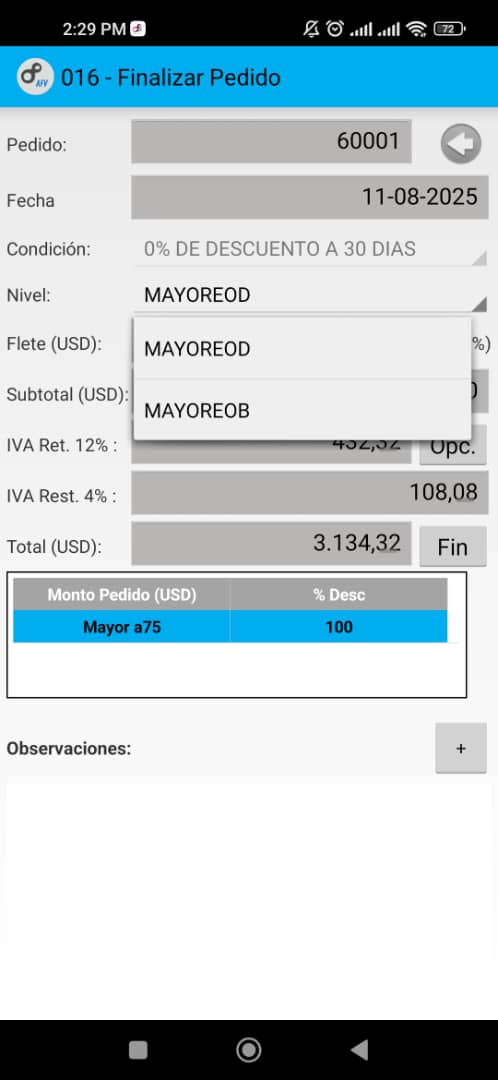 2:29 PM
72
AFV 016 - Finalizar Pedido
Pedido: 60001
Fecha 11-08-2025
Condición: 0% DE DESCUENTO A 30 DIAS
Nivel: MAYOREOD
MAYOREOD
Flete (USD): %)
Subtotal (USD):
MAYOREOB
IVA Ret. 12% : 432,32 Opc.
IVA Rest. 4% : 108,08
Total (USD): 3.134,32 Fin
Monto Pedido (USD) % Desc
Mayor a75 100
Observaciones: +